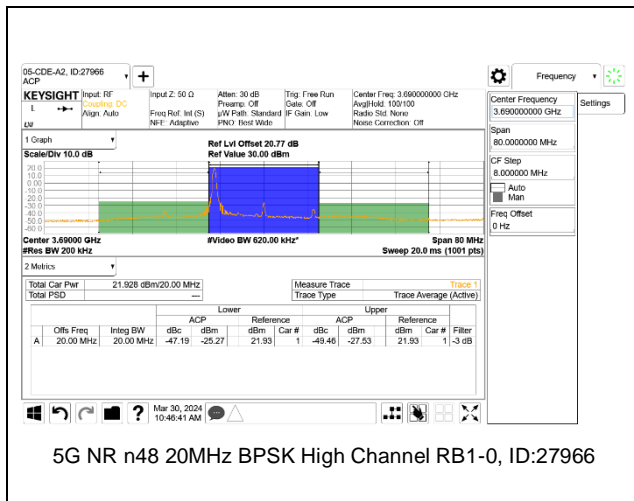 05-CDE-A2, ID:27966
ACP
Frequency
KEYSIGHT Input: RF Input Z: 50 Ω Atten: 30 dB Trig: Free Run Center Freq: 3.690000000 GHz
Coupling: DC Preamp: Off Gate: Off Avg|Hold: 100/100
Align: Auto Freq Ref: Int (S) µW Path: Standard IF Gain: Low Radio Std: None
NFE: Adaptive PNO: Best Wide Noise Correction: Off
L
Center Frequency
3.690000000 GHz
Settings
Span
80.0000000 MHz
CF Step
8.000000 MHz
Auto
Man
Freq Offset
0 Hz
1 Graph
Scale/Div 10.0 dB
Ref Lvl Offset 20.77 dB
Ref Value 30.00 dBm
20.0
10.0
0.00
-10.0
-20.0
-30.0
-40.0
-50.0
-60.0
Center 3.69000 GHz #Video BW 620.00 kHz* Span 80 MHz
#Res BW 200 kHz Sweep 20.0 ms (1001 pts)
2 Metrics
Total Car Pwr 21.928 dBm/20.00 MHz Measure Trace Trace 1
Total PSD --- Trace Type Trace Average (Active)
Lower Upper
ACP Reference ACP Reference
Offs Freq Integ BW dBc dBm dBm Car # dBc dBm dBm Car # Filter
A 20.00 MHz 20.00 MHz -47.19 -25.27 21.93 1 -49.46 -27.53 21.93 1 -3 dB
Mar 30, 2024
10:46:41 AM
5G NR n48 20MHz BPSK High Channel RB1-0, ID:27966